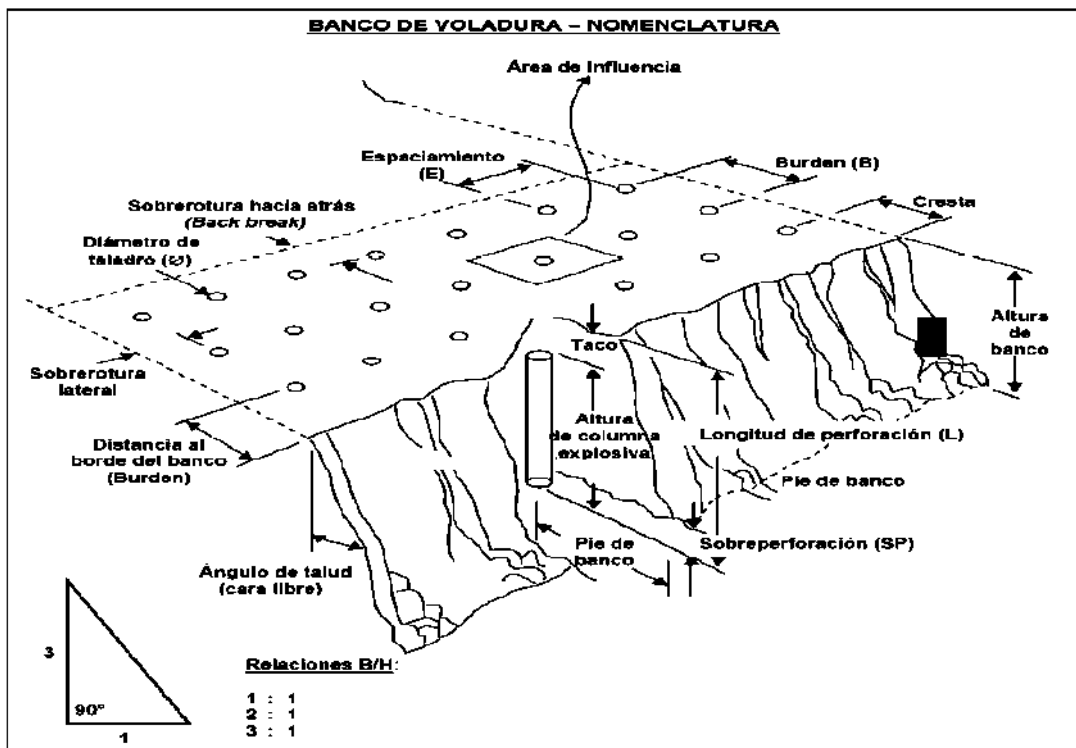 BANCO DE VOLADURA – NOMENCLATURA
Área de Influencia
Espaciamiento
(E)
Burden (B)
Sobrerotura hacia atrás
(Back break)
Cresta
Diámetro de
taladro (Ø)
Altura
de
banco
Taco
Sobrerotura
lateral
Altura
de columna
explosiva
Longitud de perforación (L)
Distancia al
borde del banco
(Burden)
Pie de banco
Pie de
banco
Sobreperforación (SP)
Ángulo de talud
(cara libre)
3
90°
1
Relaciones B/H:
1 : 1
2 : 1
3 : 1